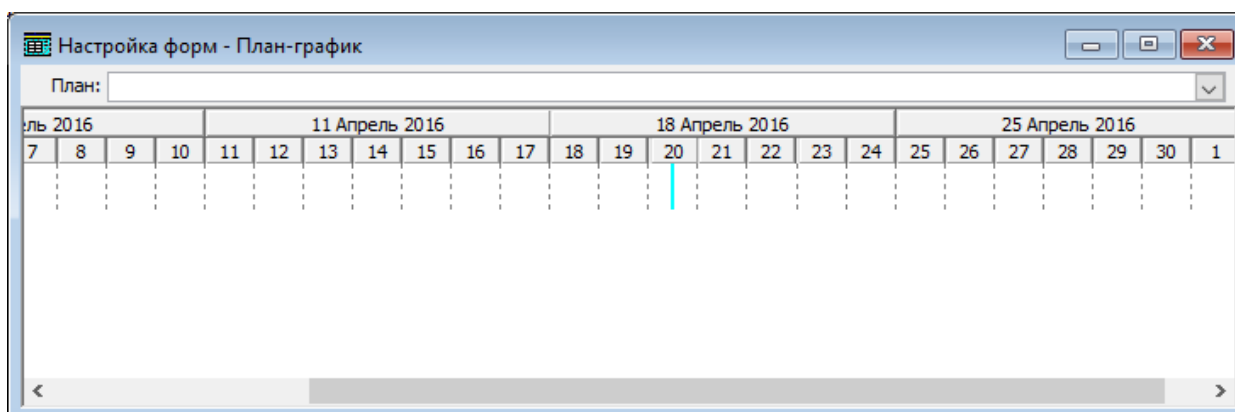 Настройка форм - План-график
План:
ль 2016 11 Апрель 2016 18 Апрель 2016 25 Апрель 2016
7 8 9 10 11 12 13 14 15 16 17 18 19 20 21 22 23 24 25 26 27 28 29 30 1